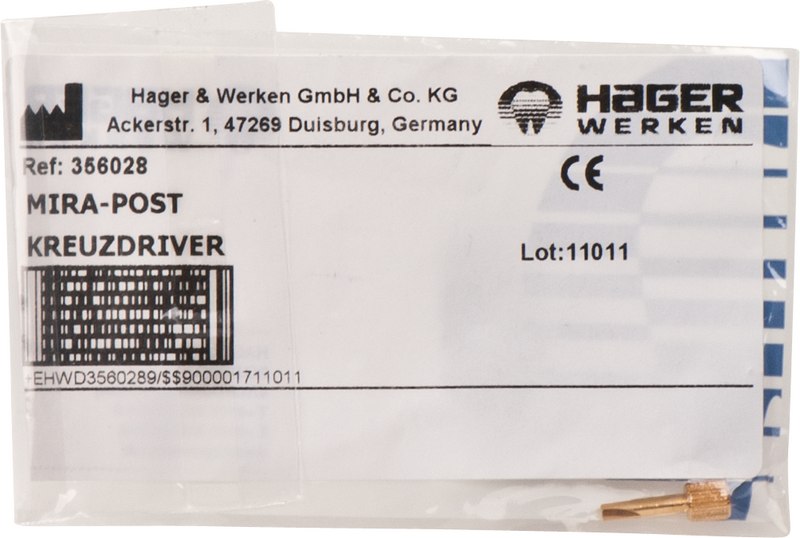 Hager & Werken GmbH & Co. KG
Ackerstr. 1, 47269 Duisburg, Germany
HAGER
WERKEN
Ref: 356028
CE
MIRA-POST
KREUZDRIVER
Lot:11011
+EHWD3560289/$$900001711011